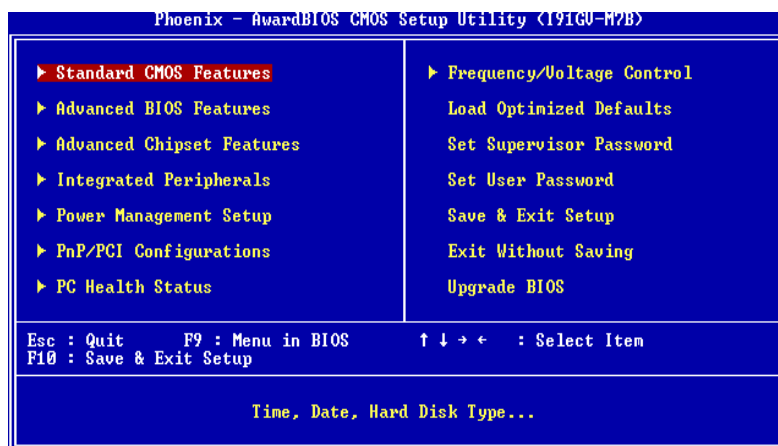 Phoenix - AwardBIOS CMOS Setup Utility (I91GV-M7B)
Standard CMOS Features
Advanced BIOS Features
Advanced Chipset Features
Integrated Peripherals
Power Management Setup
PnP/PCI Configurations
PC Health Status
Frequency/Voltage Control
Load Optimized Defaults
Set Supervisor Password
Set User Password
Save & Exit Setup
Exit Without Saving
Upgrade BIOS
Esc : Quit F9 : Menu in BIOS ↑ ↓ → ← : Select Item
F10 : Save & Exit Setup
Time, Date, Hard Disk Type...